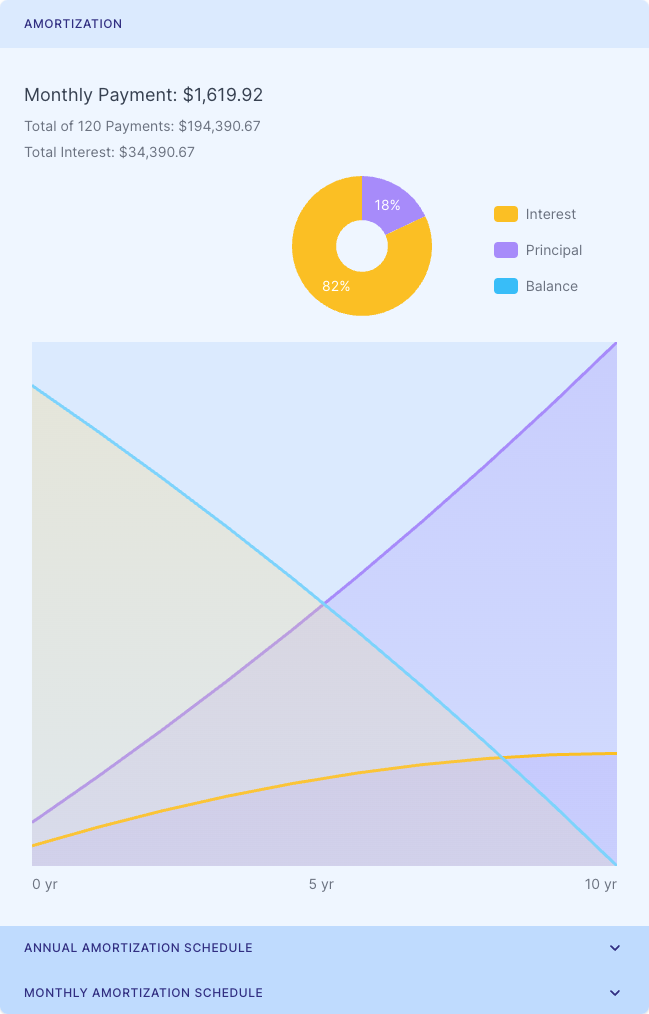 AMORTIZATION
Monthly Payment: $1,619.92
Total of 120 Payments: $194,390.67
Total Interest: $34,390.67
18%
82%
Interest
Principal
Balance
0 yr
5 yr
10 yr
ANNUAL AMORTIZATION SCHEDULE
MONTHLY AMORTIZATION SCHEDULE